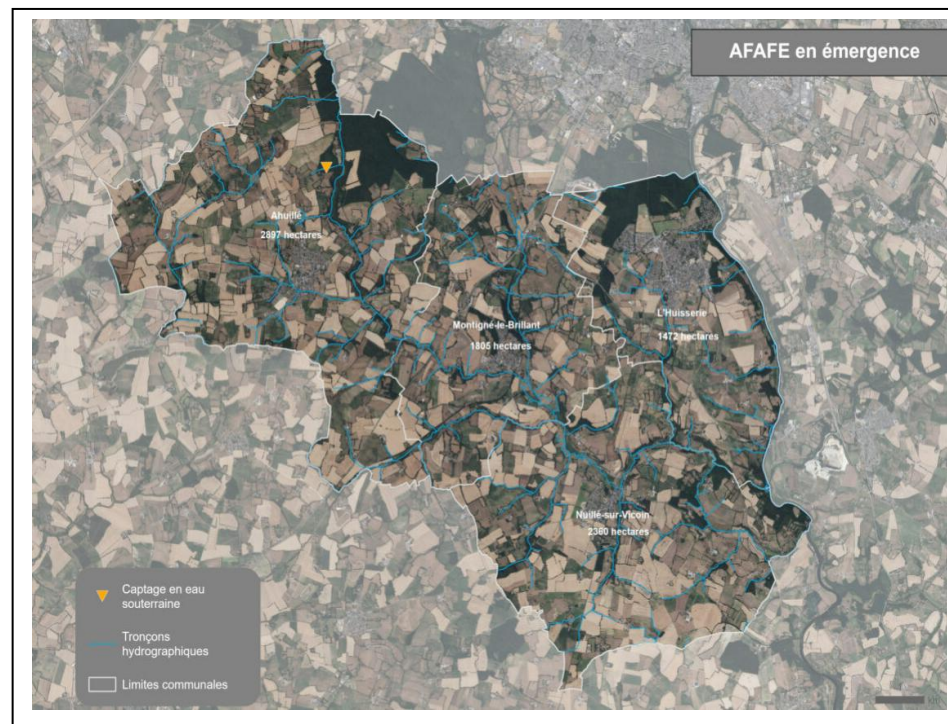 AFAFE en émergence
N
Ahuillé
2897 hectares
L'Huisserie
1472 hectares
Montigné-le-Brillant
1805 hectares
Nuillé-sur-Vicoin
2360 hectares
Captage en eau
souterraine
Tronçons
hydrographiques
Limites communales